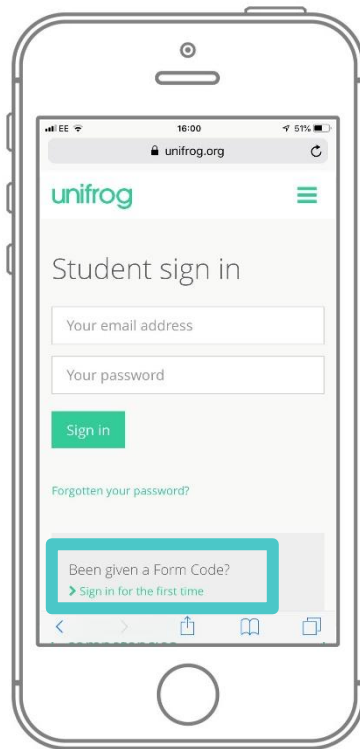 EE 16:00 51%
unifrog.org
unifrog
Student sign in
Your email address
Your password
Sign in
Forgotten your password?
Been given a Form Code?
> Sign in for the first time